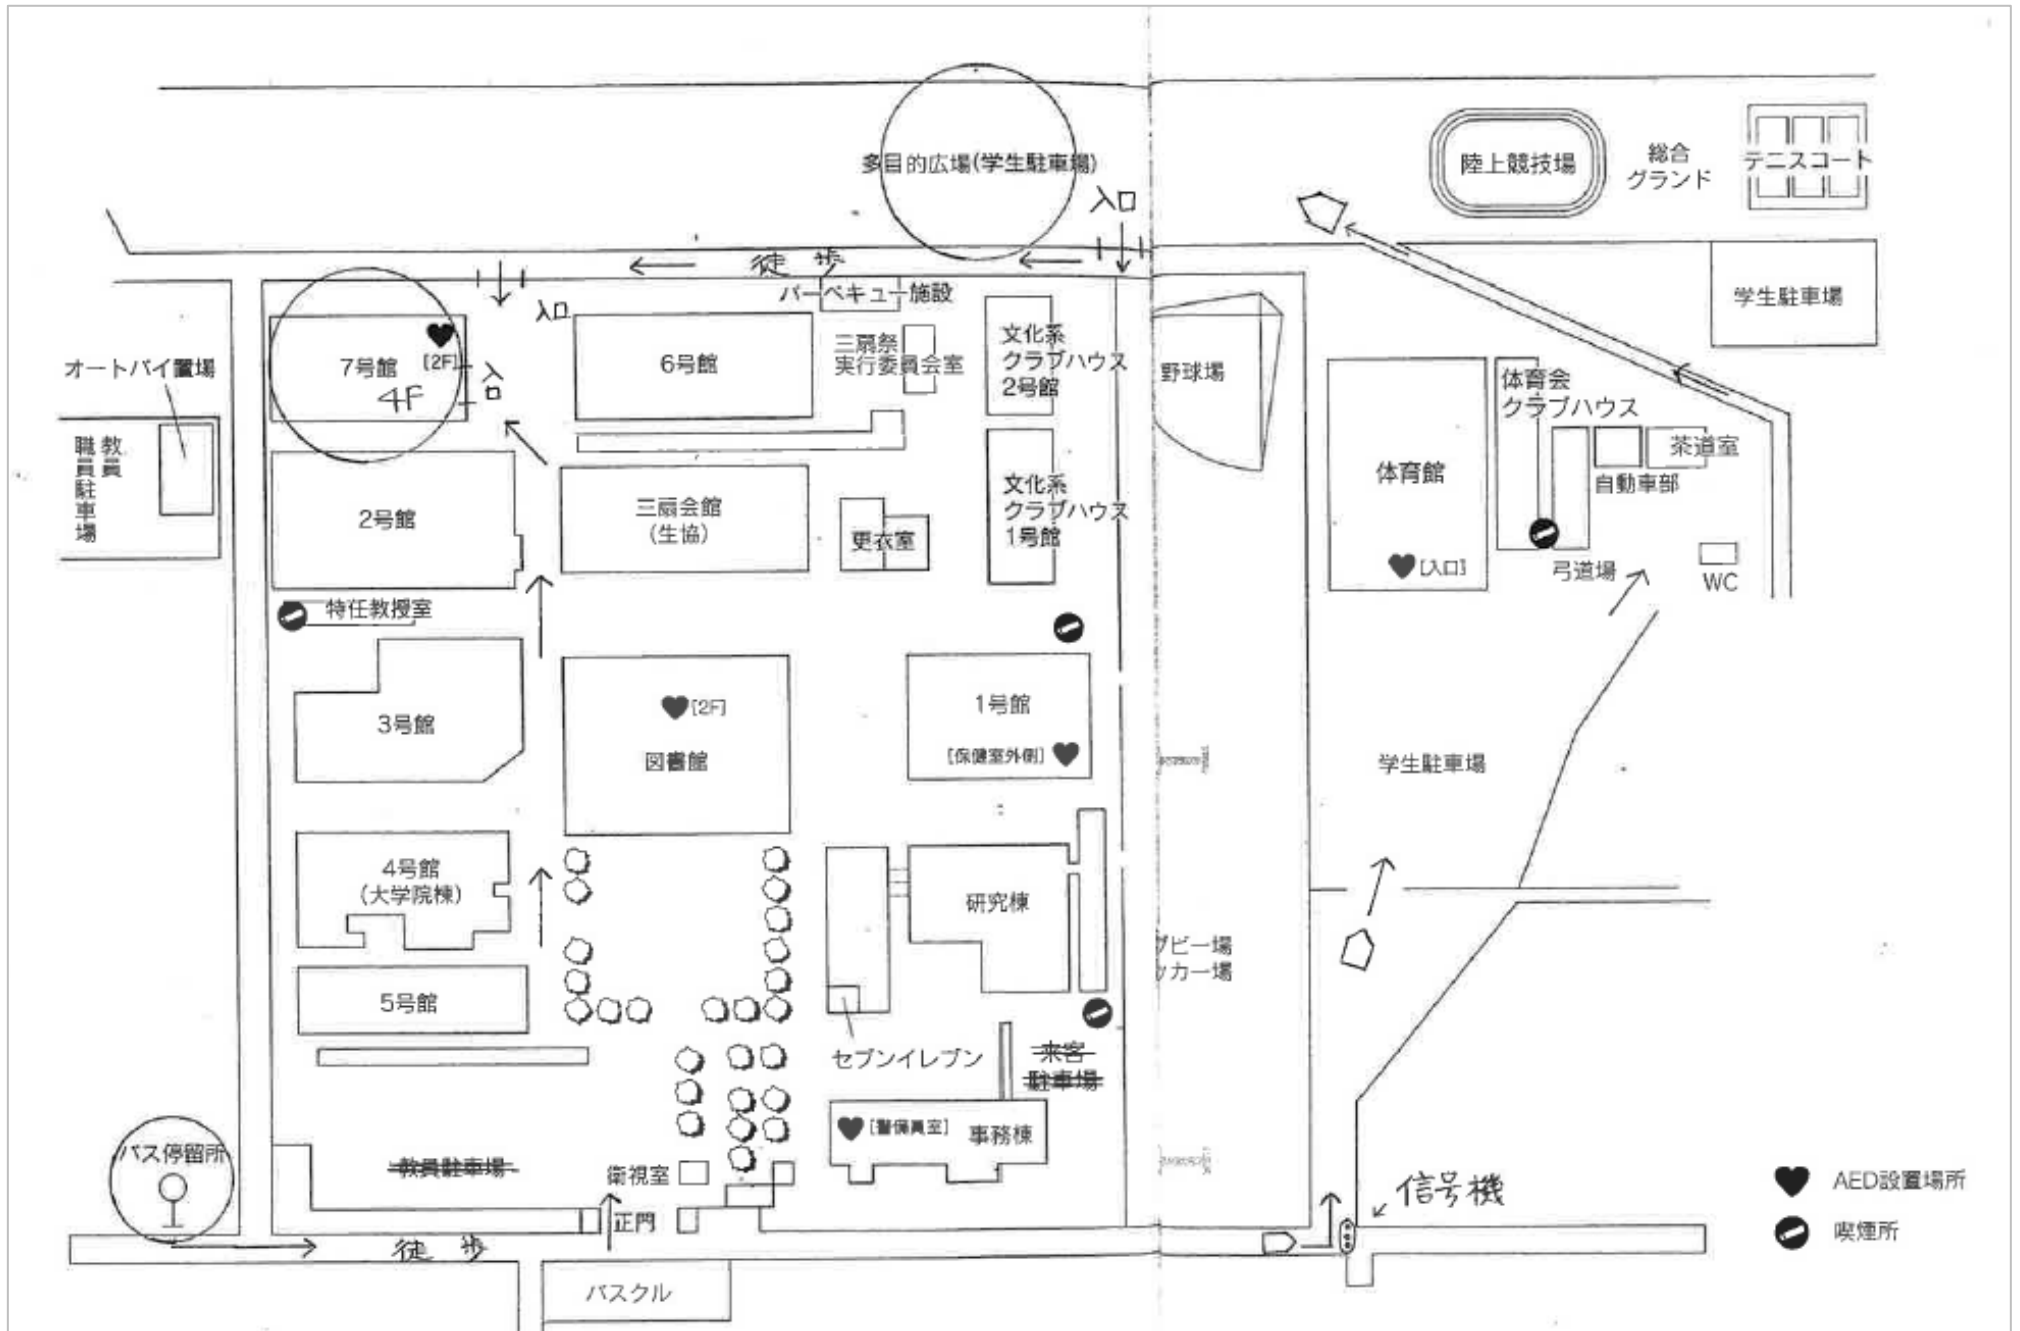 多目的広場(学生駐車場)
入口
陸上競技場
総合
グランド
テニスコート
徒歩
バーベキュー施設
学生駐車場
オートバイ置場
7号館
[2F]
4F
入口
入口
6号館
三扇祭
実行委員会室
文化系
クラブハウス
2号館
野球場
体育会
クラブハウス
茶道室
自動車部
教員
職員駐車場
2号館
三扇会館
(生協)
更衣室
文化系
クラブハウス
1号館
体育館
[入口]
弓道場
WC
特任教授室
3号館
[2F]
図書館
1号館
[保健室外側]
学生駐車場
4号館
(大学院棟)
研究棟
ビー場
カー場
5号館
セブンイレブン
来客
駐車場
[警備員室]
事務棟
バス停留所
教員駐車場
衛視室
正門
信号機
徒歩
バスクル
AED設置場所
喫煙所